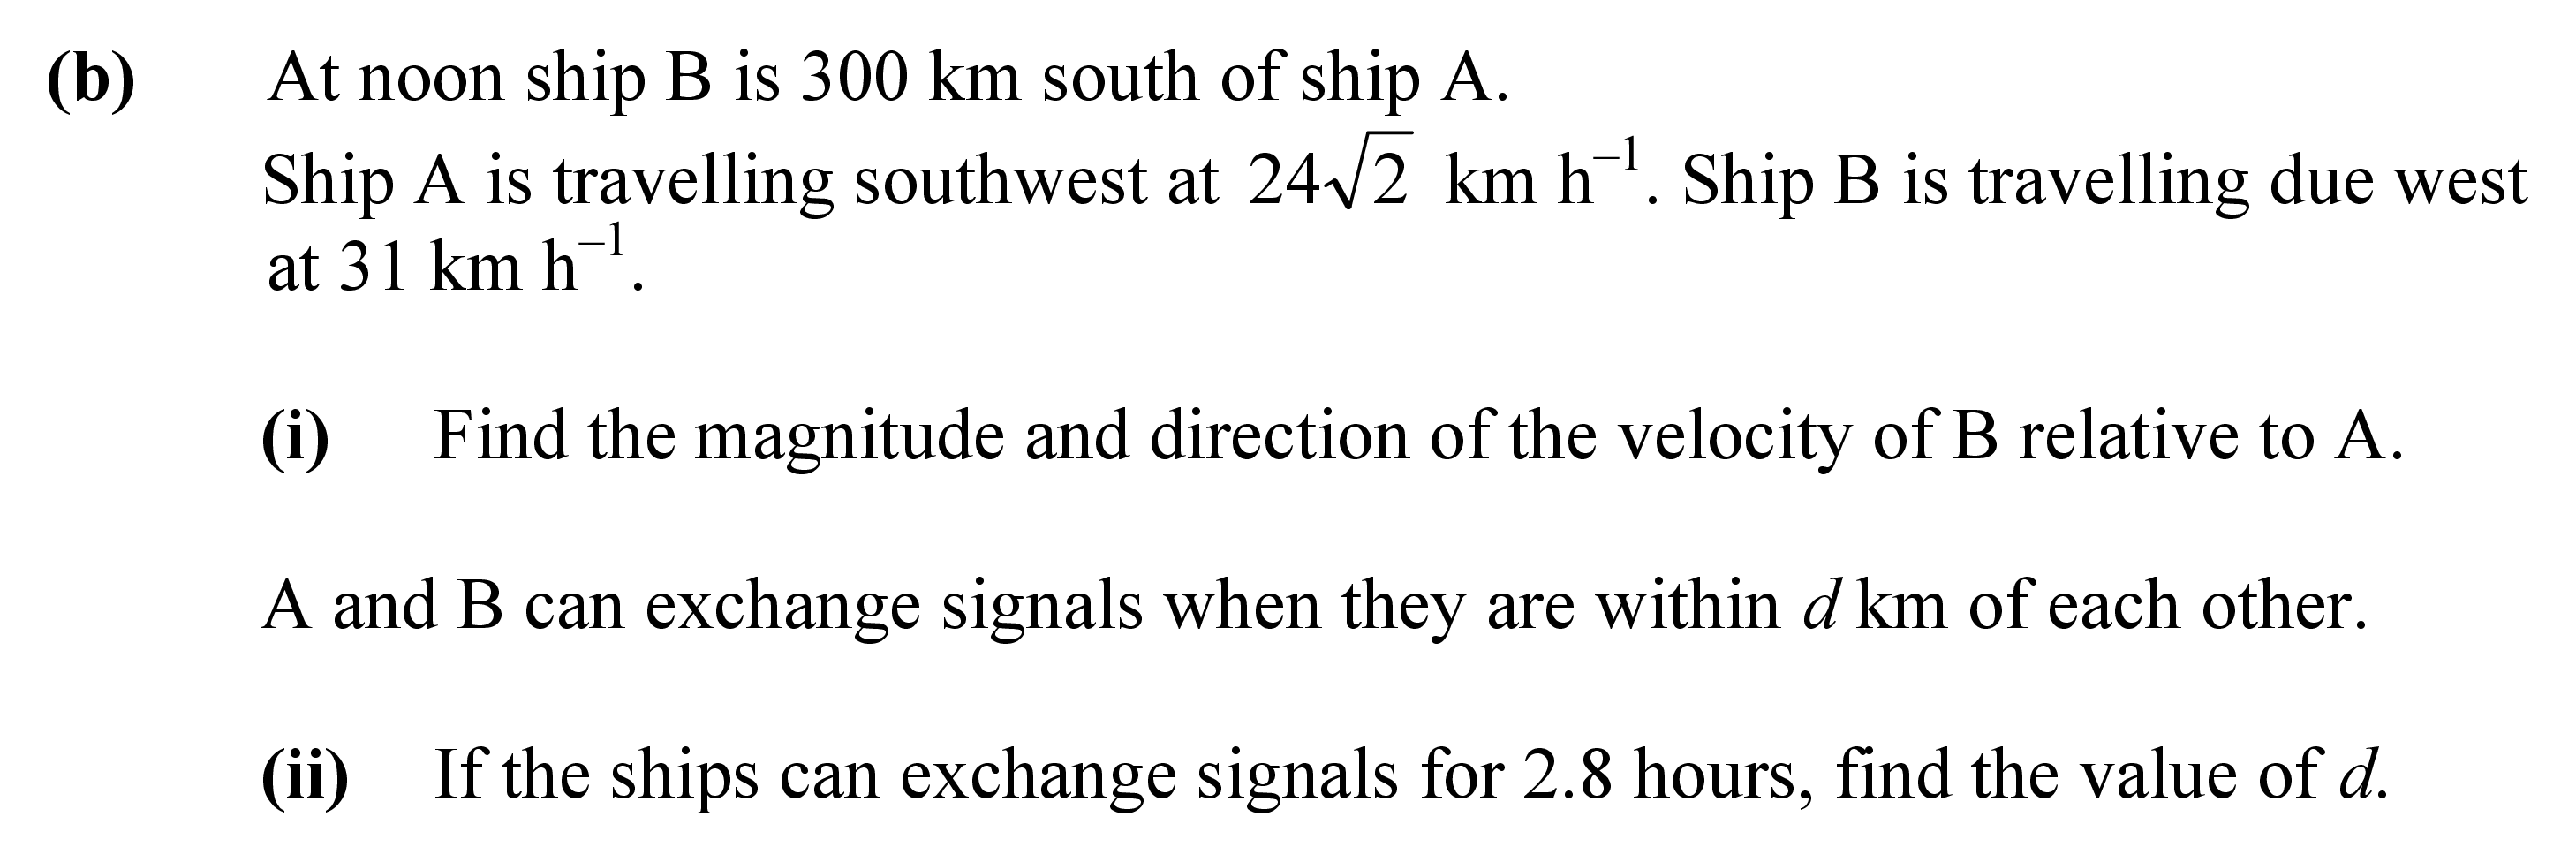 (b) At noon ship B is 300 km south of ship A.
Ship A is travelling southwest at 24√2 km h⁻¹. Ship B is travelling due west
at 31 km h⁻¹.
(i) Find the magnitude and direction of the velocity of B relative to A.
A and B can exchange signals when they are within d km of each other.
(ii) If the ships can exchange signals for 2.8 hours, find the value of d.